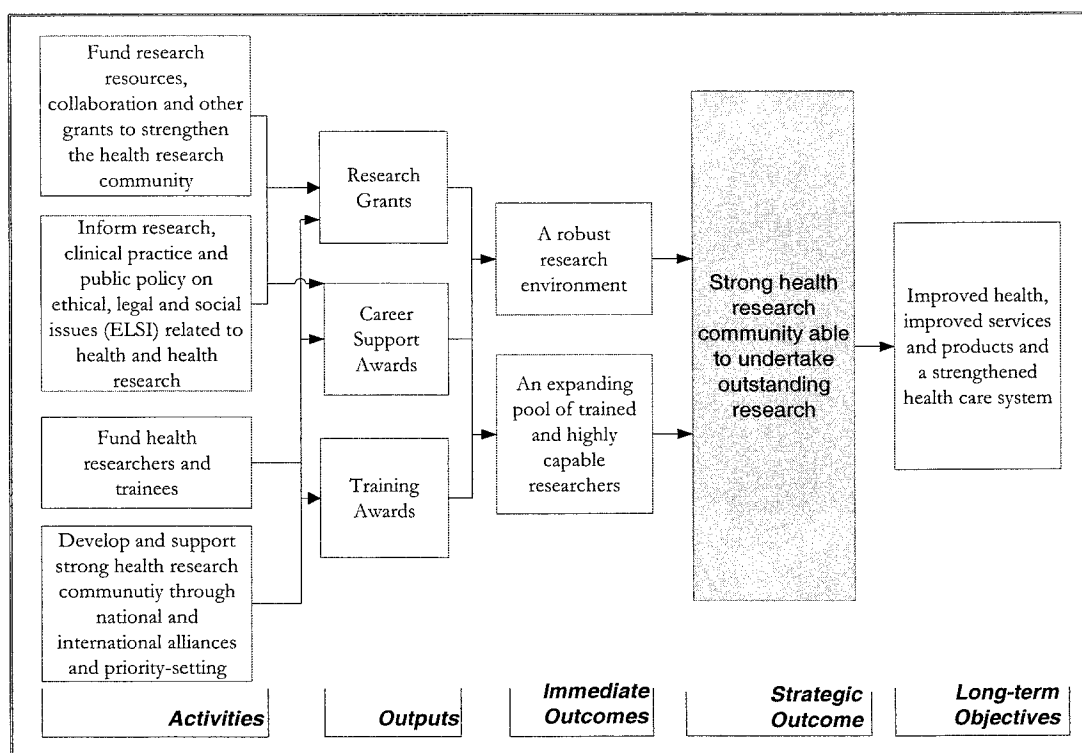 Fund research
resources,
collaboration and other
grants to strengthen
the health research
community
Inform research,
clinical practice and
public policy on
ethical, legal and social
issues (ELSI) related to
health and health
research
Fund health
researchers and
trainees
Develop and support
strong health research
communutiy through
national and
international alliances
and priority-setting
Activities
Research
Grants
Career
Support
Awards
Training
Awards
Outputs
A robust
research
environment
An expanding
pool of trained
and highly
capable
researchers
Immediate
Outcomes
Strong health
research
community able
to undertake
outstanding
research
Strategic
Outcome
Improved health,
improved services
and products and
a strengthened
health care system
Long-term
Objectives